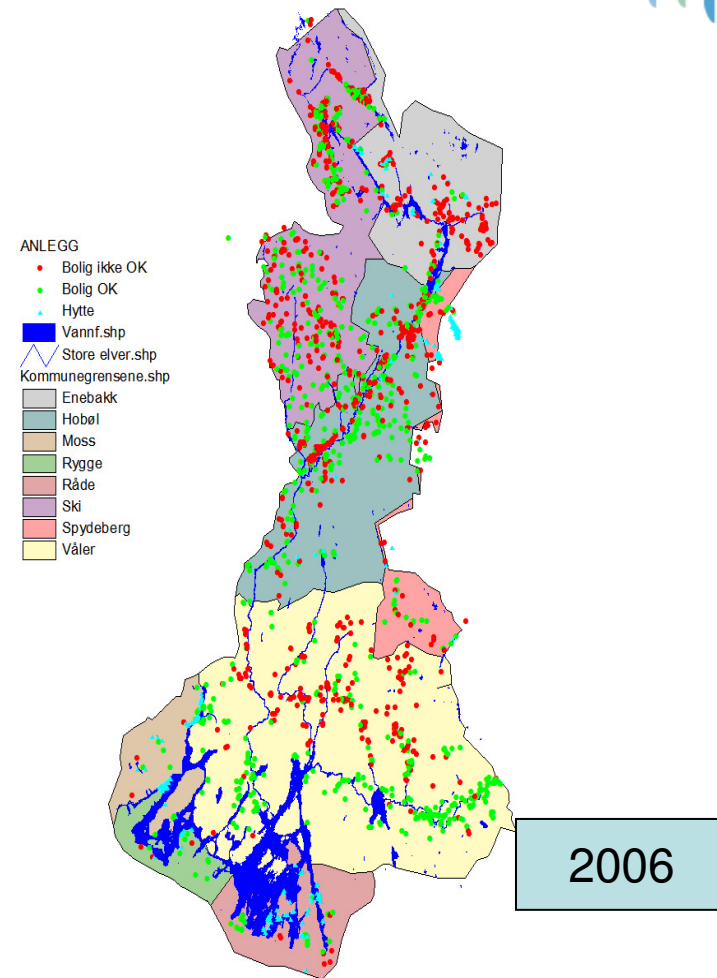 ANLEGG
Bolig ikke OK
Bolig OK
Hytte
Vannf.shp
Store elver.shp
Kommunegrensene.shp
Enebakk
Hobøl
Moss
Rygge
Råde
Ski
Spydeberg
Våler
2006